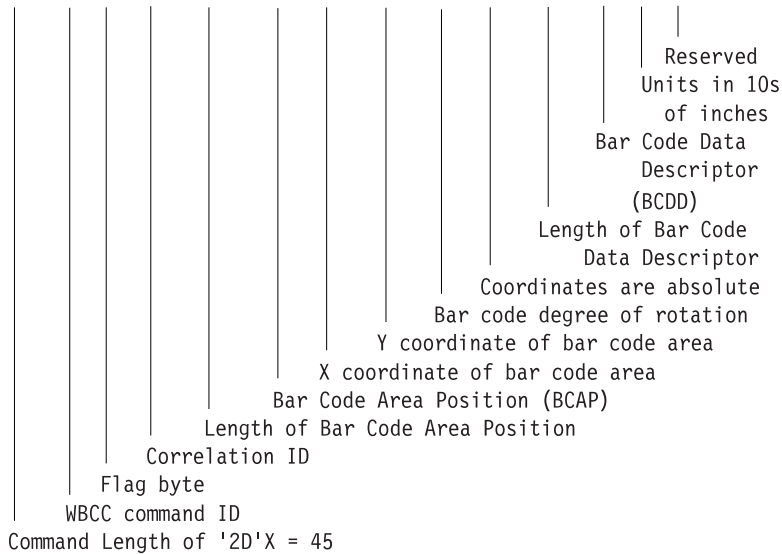 Reserved
Units in 10s
of inches
Bar Code Data
Descriptor
(BCDD)
Length of Bar Code
Data Descriptor
Coordinates are absolute
Bar code degree of rotation
Y coordinate of bar code area
X coordinate of bar code area
Bar Code Area Position (BCAP)
Length of Bar Code Area Position
Correlation ID
Flag byte
WBCC command ID
Command Length of '2D'X = 45